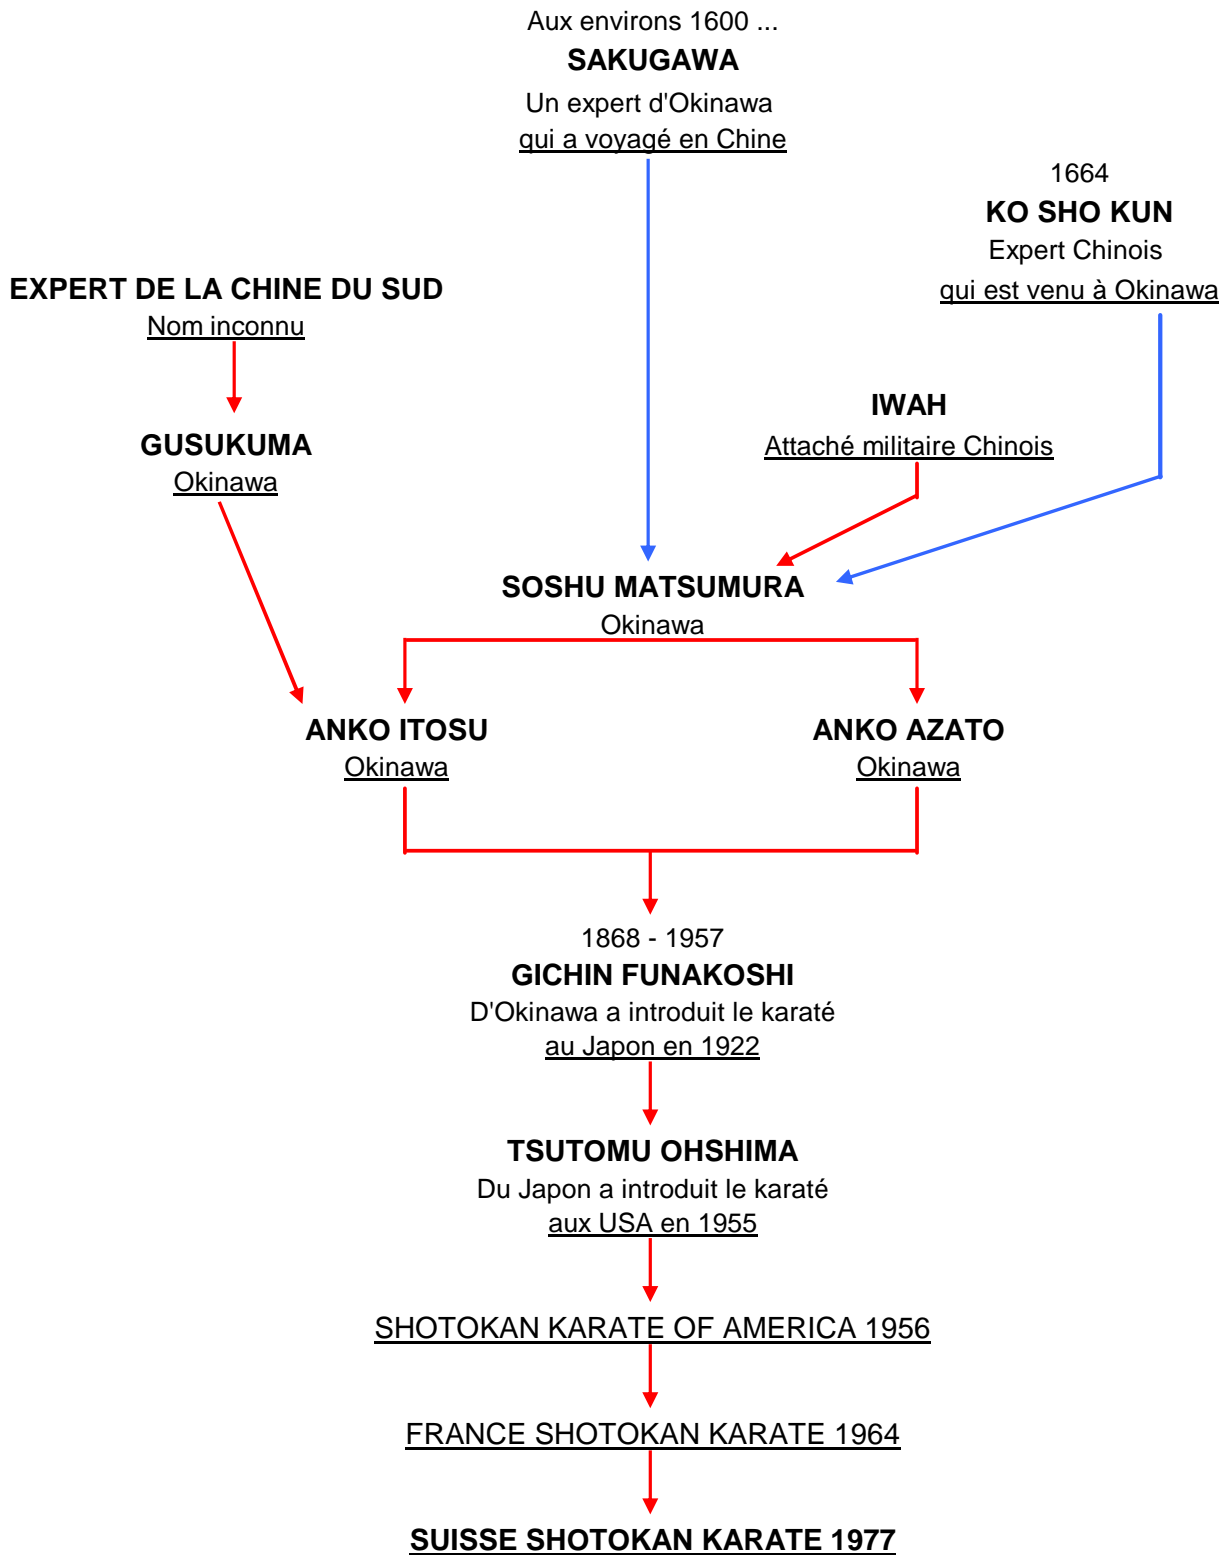 Aux environs 1600 ...
SAKUGAWA
Un expert d'Okinawa
qui a voyagé en Chine
1664
KO SHO KUN
Expert Chinois
qui est venu à Okinawa
EXPERT DE LA CHINE DU SUD
Nom inconnu
IWAH
Attaché militaire Chinois
GUSUKUMA
Okinawa
SOSHU MATSUMURA
Okinawa
ANKO ITOSU
Okinawa
ANKO AZATO
Okinawa
1868 - 1957
GICHIN FUNAKOSHI
D'Okinawa a introduit le karaté
au Japon en 1922
TSUTOMU OHSHIMA
Du Japon a introduit le karaté
aux USA en 1955
SHOTOKAN KARATE OF AMERICA 1956
FRANCE SHOTOKAN KARATE 1964
SUISSE SHOTOKAN KARATE 1977